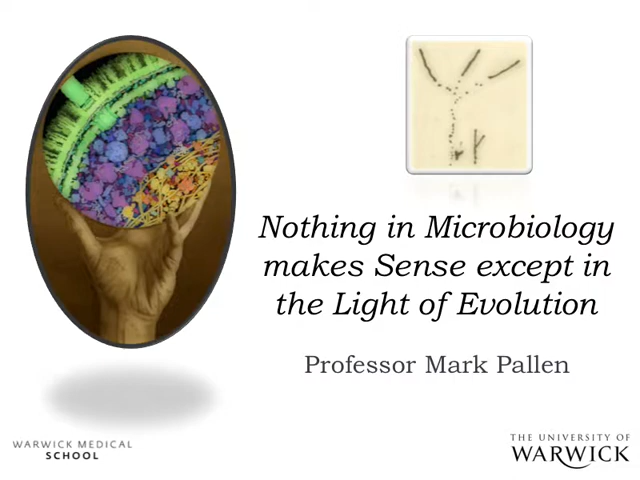 Nothing in Microbiology
makes Sense except in
the Light of Evolution
Professor Mark Pallen
WARWICK MEDICAL
SCHOOL
THE UNIVERSITY OF
WARWICK